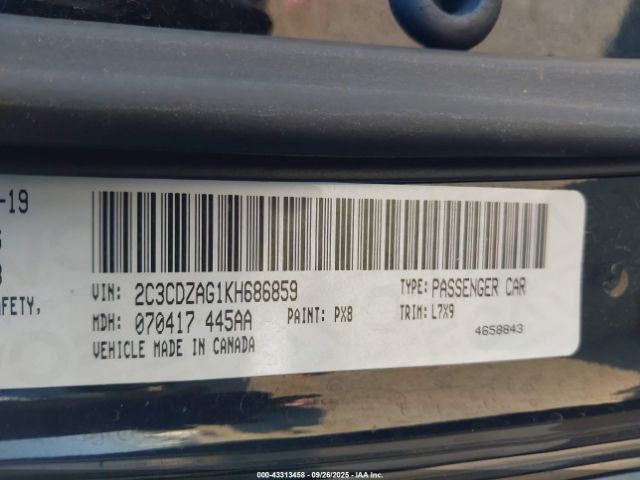 -19
VIN: 2C3CDZAG1KH686859
TYPE: PASSENGER CAR
AFETY,
MDH: 070417 445AA
PAINT: PX8
TRIM: L7X9
VEHICLE MADE IN CANADA
4658843
000-43313458 - 09/26/2025 - IAA Inc.